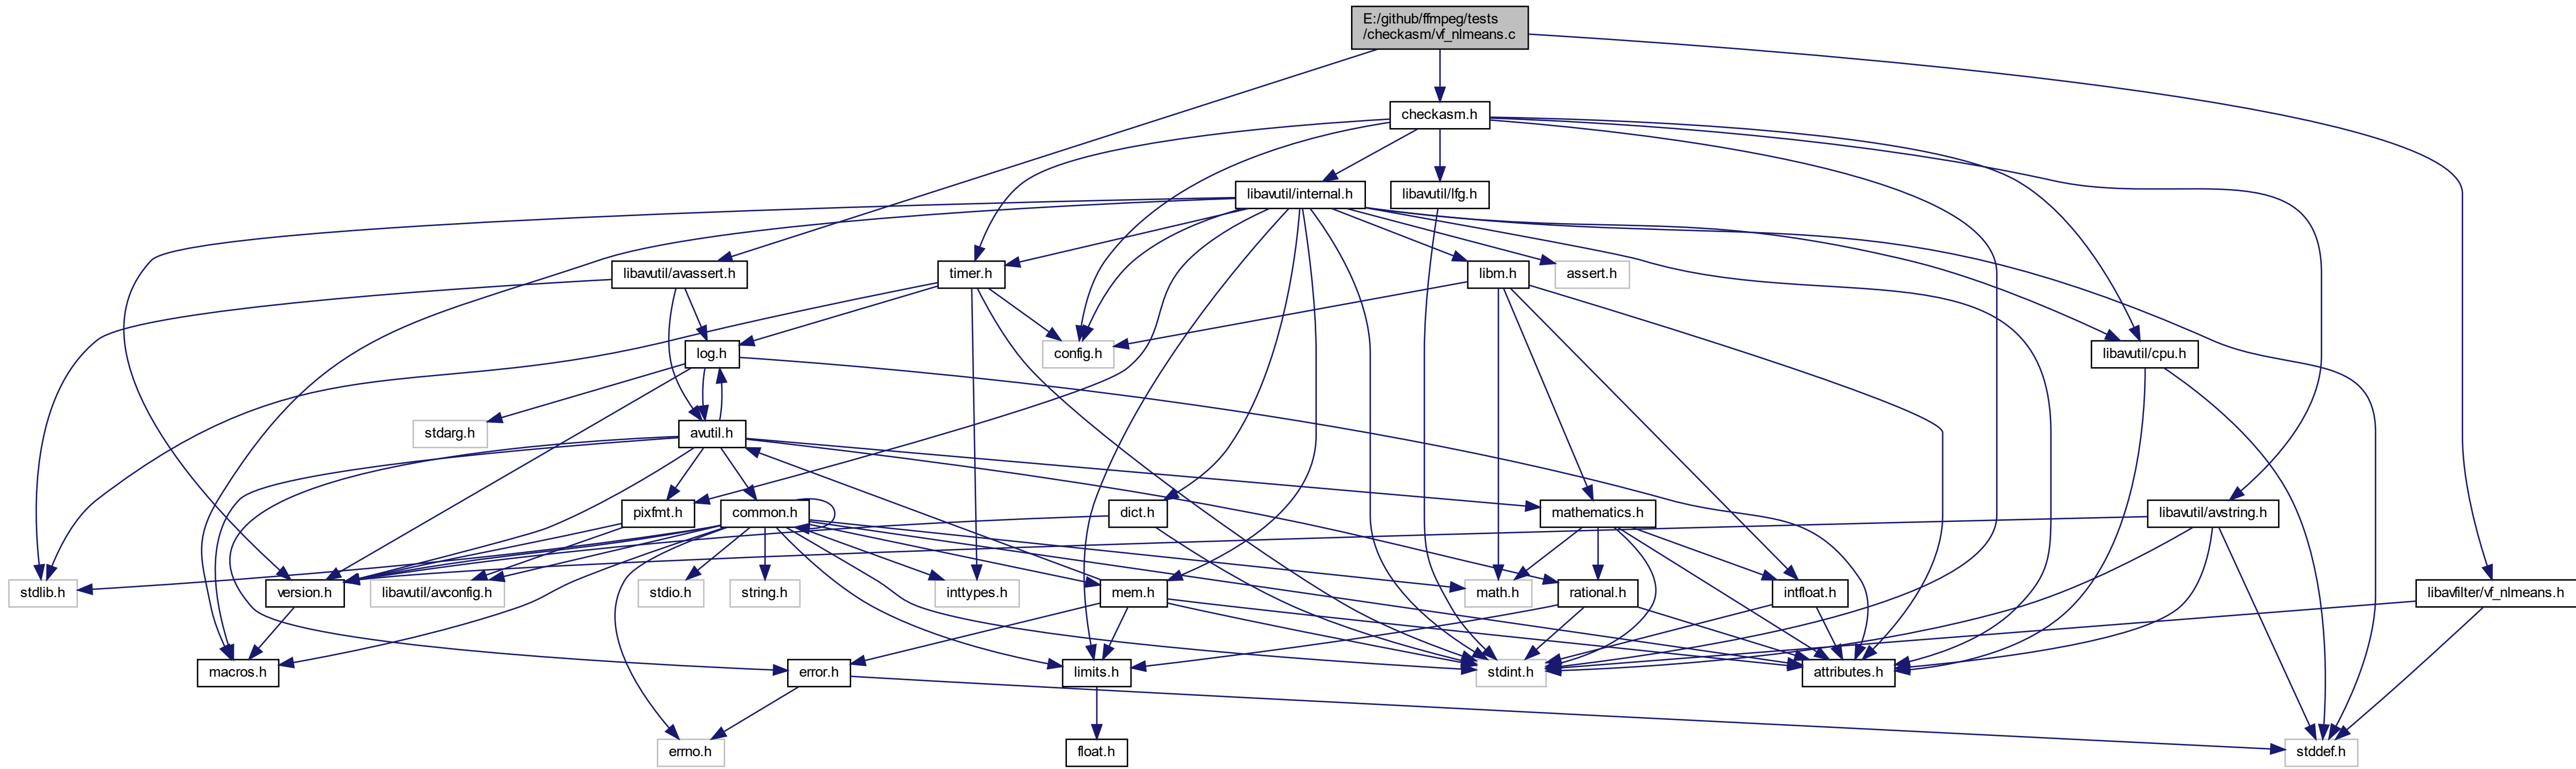 E:/github/ffmpeg/tests
/checkasm/vf_nlmeans.c
checkasm.h
libavutil/internal.h
libavutil/lfg.h
libavutil/avassert.h
timer.h
libm.h
assert.h
log.h
config.h
libavutil/cpu.h
stdarg.h
avutil.h
pixfmt.h
common.h
dict.h
mathematics.h
libavutil/avstring.h
stdlib.h
version.h
libavutil/avconfig.h
stdio.h
string.h
inttypes.h
mem.h
math.h
rational.h
intfloat.h
libavfilter/vf_nlmeans.h
macros.h
error.h
limits.h
stdint.h
attributes.h
errno.h
float.h
stddef.h